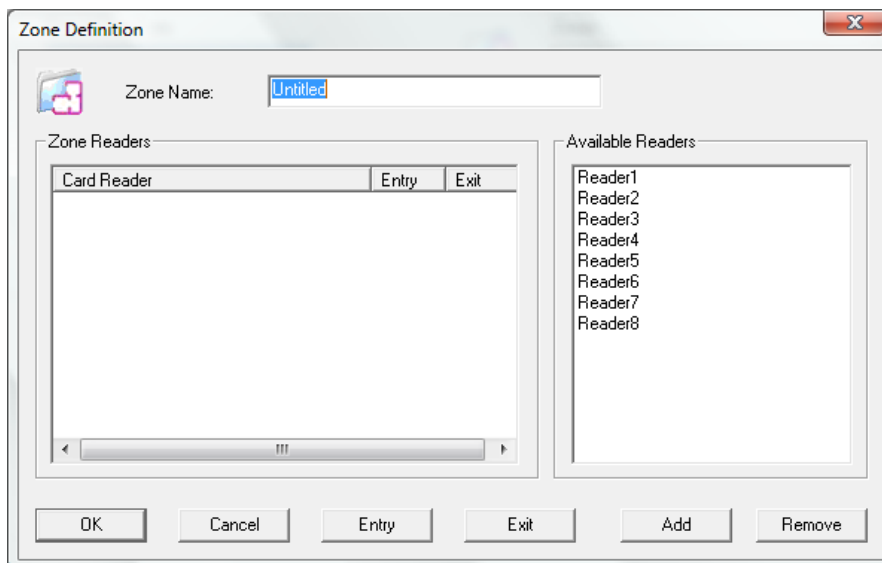 Zone Definition
Zone Name: Untitled
Zone Readers
Card Reader Entry Exit
Available Readers
Reader1
Reader2
Reader3
Reader4
Reader5
Reader6
Reader7
Reader8
OK Cancel Entry Exit Add Remove